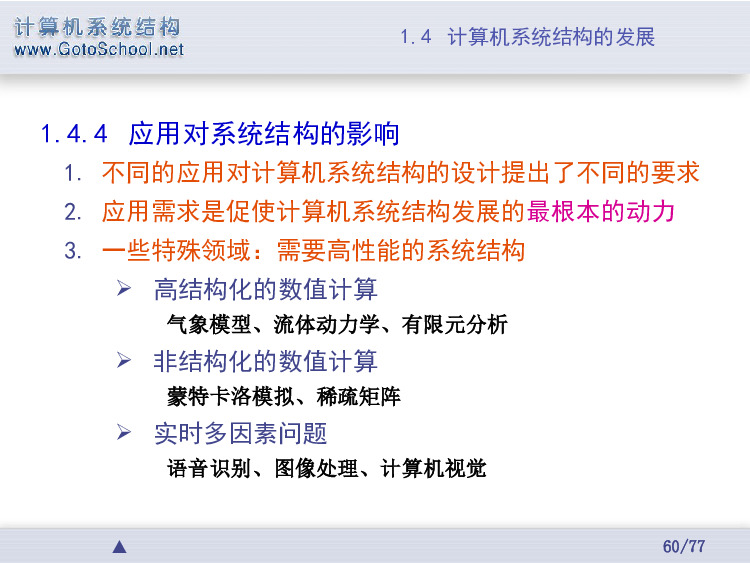 计算机系统结构
www.GotoSchool.net
1.4 计算机系统结构的发展
1.4.4 应用对系统结构的影响
1. 不同的应用对计算机系统结构的设计提出了不同的要求
2. 应用需求是促使计算机系统结构发展的最根本的动力
3. 一些特殊领域：需要高性能的系统结构
➢ 高结构化的数值计算
气象模型、流体动力学、有限元分析
➢ 非结构化的数值计算
蒙特卡洛模拟、稀疏矩阵
➢ 实时多因素问题
语音识别、图像处理、计算机视觉
▲ 60/77